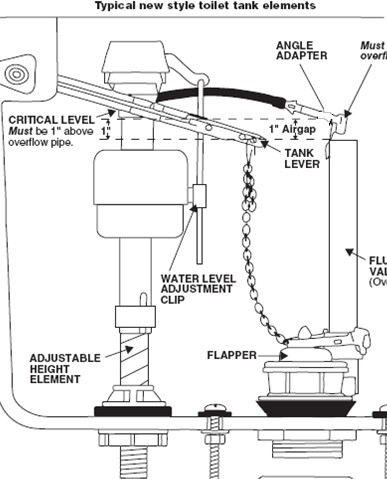 Typical new style toilet tank elements
ANGLE
ADAPTER
Must
overfl
CRITICAL LEVEL
Must be 1" above
overflow pipe.
1"
1" Airgap
TANK
LEVER
WATER LEVEL
ADJUSTMENT
CLIP
FLU
VAL
(Ov
ADJUSTABLE
HEIGHT
ELEMENT
FLAPPER